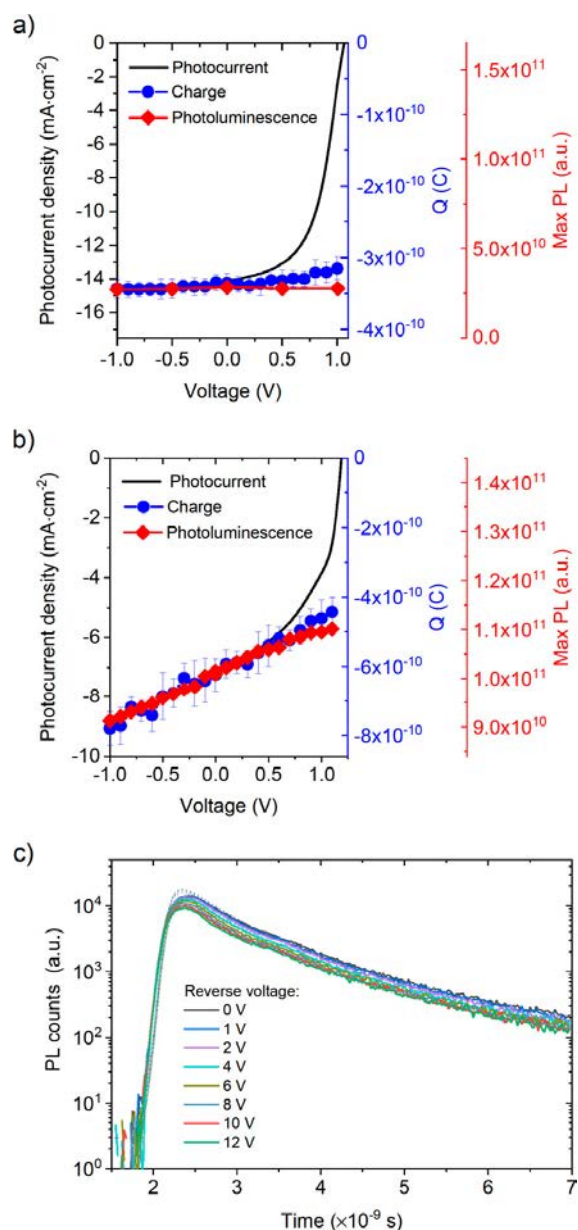 a)
Photocurrent density (mA·cm⁻²)
0
-2
-4
-6
-8
-10
-12
-14
-16
Photocurrent
Charge
Photoluminescence
-1.0 -0.5 0.0 0.5 1.0
Voltage (V)
0
-1x10⁻¹⁰
-2x10⁻¹⁰
-3x10⁻¹⁰
-4x10⁻¹⁰
Q (C)
1.5x10¹¹
1.0x10¹¹
5.0x10¹⁰
0.0
Max PL (a.u.)
b)
Photocurrent density (mA·cm⁻²)
0
-2
-4
-6
-8
-10
Photocurrent
Charge
Photoluminescence
-1.0 -0.5 0.0 0.5 1.0
Voltage (V)
0
-2x10⁻¹⁰
-4x10⁻¹⁰
-6x10⁻¹⁰
-8x10⁻¹⁰
Q (C)
1.4x10¹¹
1.3x10¹¹
1.2x10¹¹
1.1x10¹¹
1.0x10¹¹
9.0x10¹⁰
Max PL (a.u.)
c)
PL counts (a.u.)
10⁴
10³
10²
10¹
10⁰
Reverse voltage:
0 V
1 V
2 V
4 V
6 V
8 V
10 V
12 V
2 3 4 5 6 7
Time (×10⁻⁹ s)